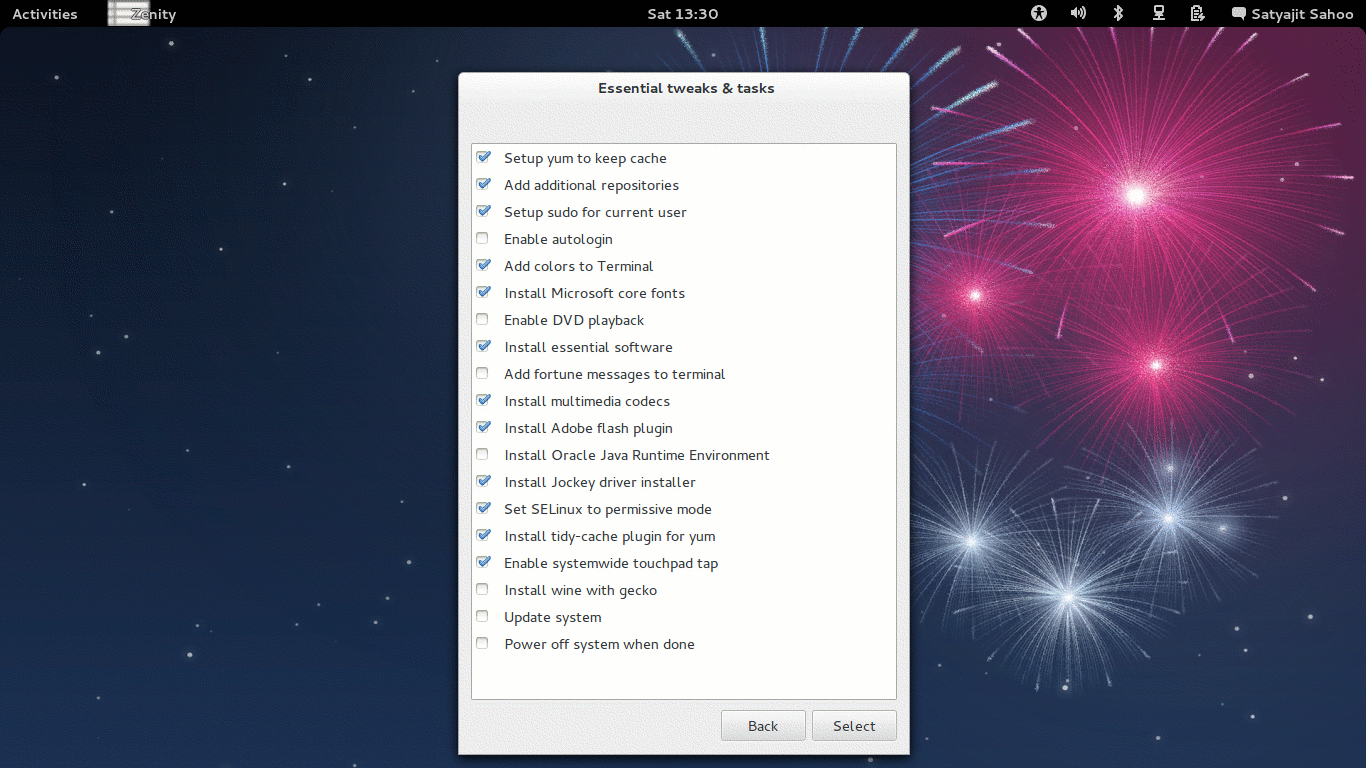 Activities Zenity Sat 13:30 Satyajit Sahoo
Essential tweaks & tasks
Setup yum to keep cache
Add additional repositories
Setup sudo for current user
Enable autologin
Add colors to Terminal
Install Microsoft core fonts
Enable DVD playback
Install essential software
Add fortune messages to terminal
Install multimedia codecs
Install Adobe flash plugin
Install Oracle Java Runtime Environment
Install Jockey driver installer
Set SELinux to permissive mode
Install tidy-cache plugin for yum
Enable systemwide touchpad tap
Install wine with gecko
Update system
Power off system when done
Back Select